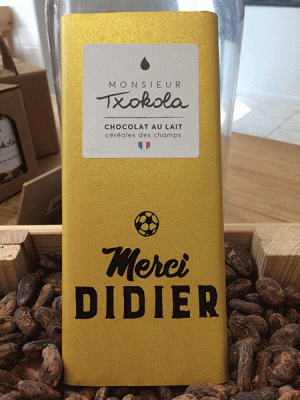 MONSIEUR
Txokola
CHOCOLAT AU LAIT
céréales des champs
Merci
DIDIER